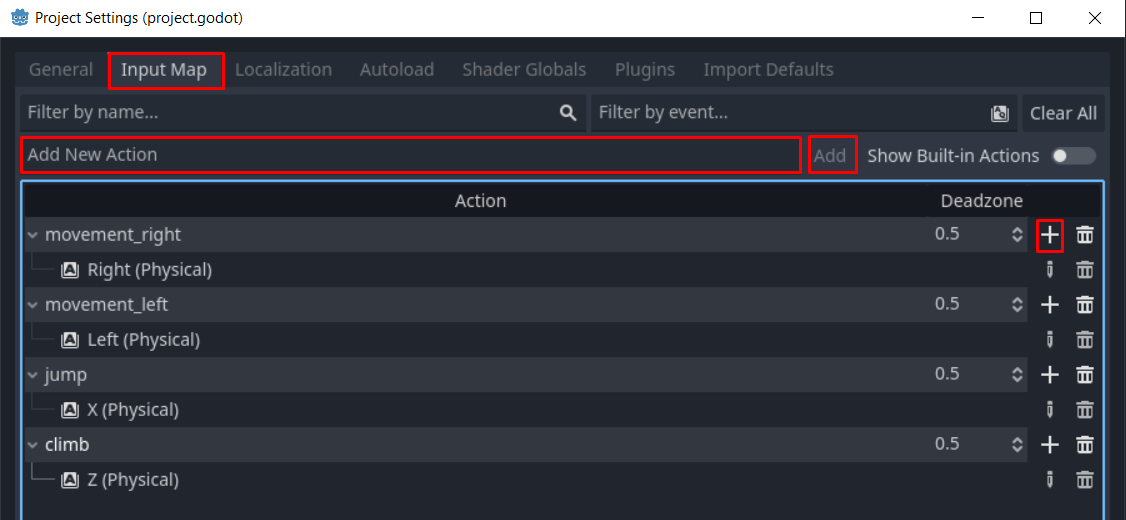 Project Settings (project.godot)
General Input Map Localization Autoload Shader Globals Plugins Import Defaults
Filter by name... Filter by event... Clear All
Add New Action Add Show Built-in Actions
Action Deadzone
movement_right 0.5
Right (Physical)
movement_left 0.5
Left (Physical)
jump 0.5
X (Physical)
climb 0.5
Z (Physical)